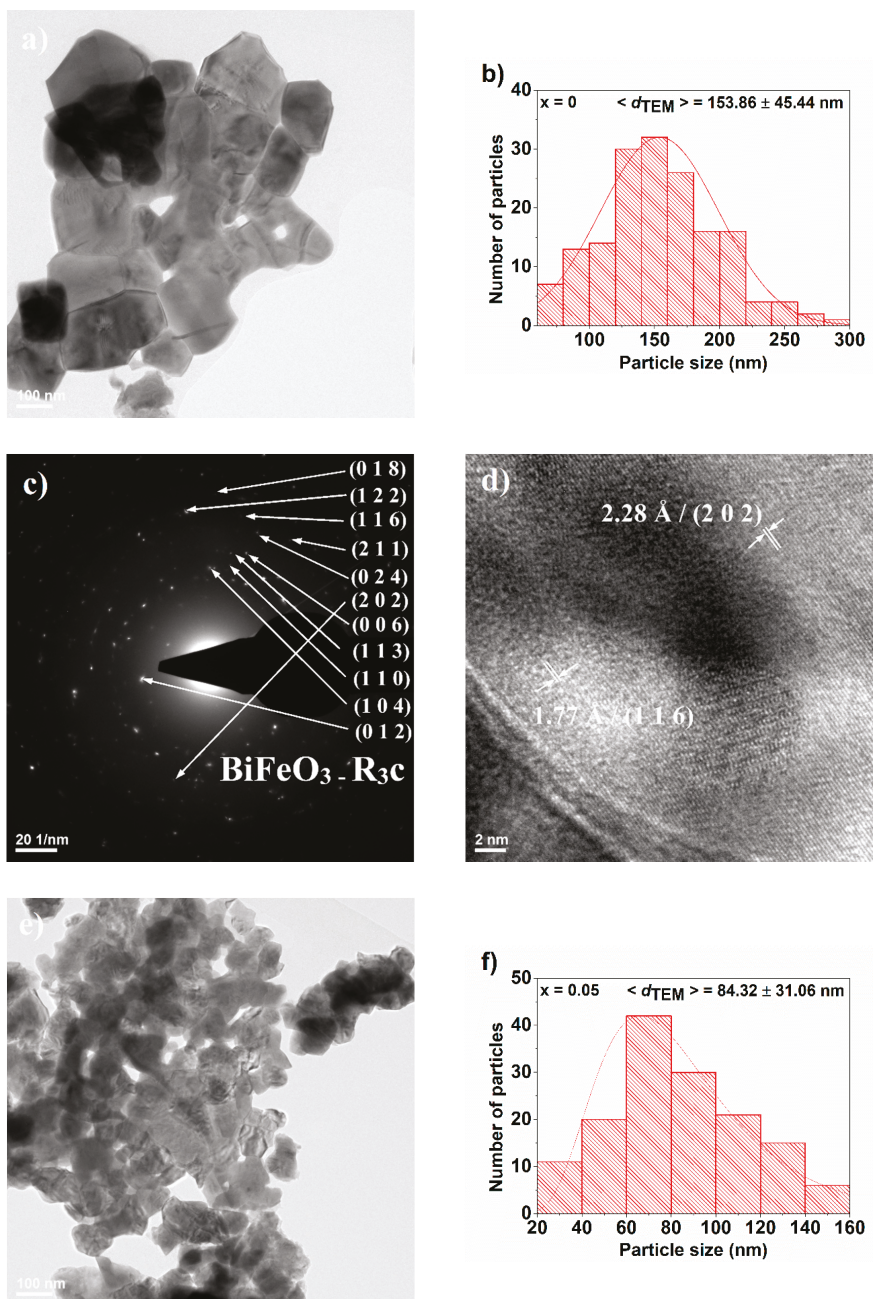 a)
100 nm
b)
x = 0 < dTEM > = 153.86 ± 45.44 nm
40
30
20
10
0
Number of particles
100 150 200 250 300
Particle size (nm)
c)
(0 1 8)
(1 2 2)
(1 1 6)
(2 1 1)
(0 2 4)
(2 0 2)
(0 0 6)
(1 1 3)
(1 1 0)
(1 0 4)
(0 1 2)
BiFeO3 - R3c
20 1/nm
d)
2.28 Å / (2 0 2)
1.77 Å / (1 1 6)
2 nm
e)
100 nm
f)
x = 0.05 < dTEM > = 84.32 ± 31.06 nm
50
40
30
20
10
0
Number of particles
20 40 60 80 100 120 140 160
Particle size (nm)